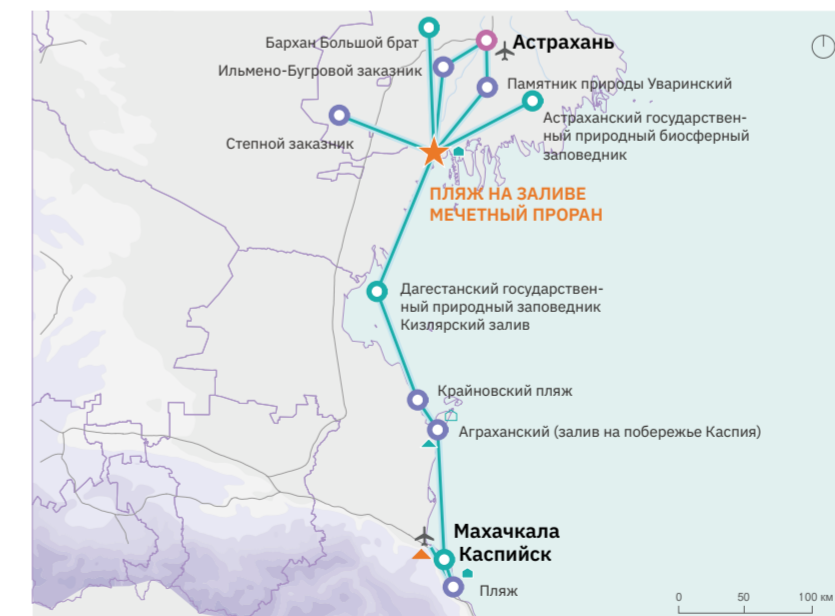 Бархан Большой брат
Астрахань
Ильмено-Бугровой заказник
Памятник природы Уваринский
Астраханский государствен-
ный природный биосферный
заповедник
Степной заказник
ПЛЯЖ НА ЗАЛИВЕ
МЕЧЕТНЫЙ ПРОРАН
Дагестанский государствен-
ный природный заповедник
Кизлярский залив
Крайновский пляж
Аграханский (залив на побережье Каспия)
Махачкала
Каспийск
Пляж
0 50 100 км